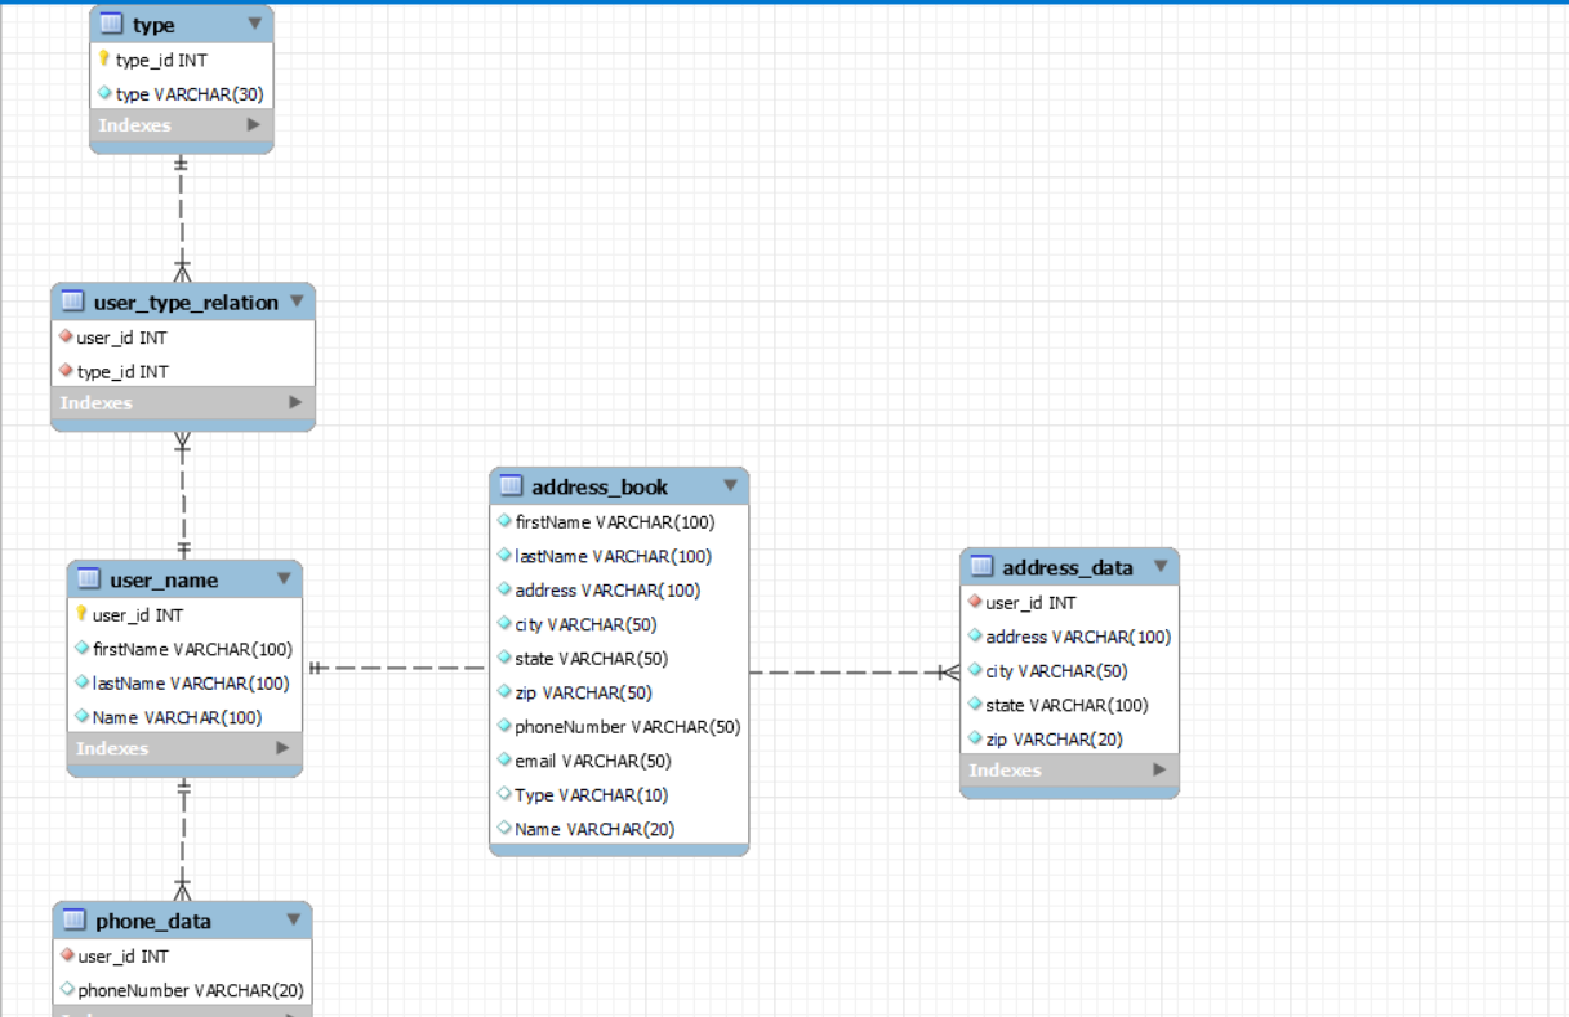 type
type_id INT
type VARCHAR(30)
Indexes
user_type_relation
user_id INT
type_id INT
Indexes
user_name
user_id INT
firstName VARCHAR(100)
lastName VARCHAR(100)
Name VARCHAR(100)
Indexes
phone_data
user_id INT
phoneNumber VARCHAR(20)
address_book
firstName VARCHAR(100)
lastName VARCHAR(100)
address VARCHAR(100)
city VARCHAR(50)
state VARCHAR(50)
zip VARCHAR(50)
phoneNumber VARCHAR(50)
email VARCHAR(50)
Type VARCHAR(10)
Name VARCHAR(20)
address_data
user_id INT
address VARCHAR(100)
city VARCHAR(50)
state VARCHAR(100)
zip VARCHAR(20)
Indexes